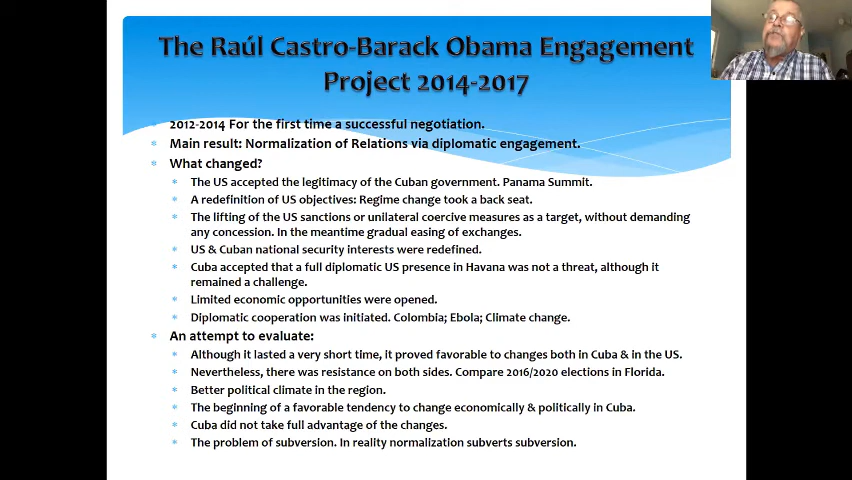 The Raúl Castro-Barack Obama Engagement
Project 2014-2017
2012-2014 For the first time a successful negotiation.
Main result: Normalization of Relations via diplomatic engagement.
What changed?
The US accepted the legitimacy of the Cuban government. Panama Summit.
A redefinition of US objectives: Regime change took a back seat.
The lifting of the US sanctions or unilateral coercive measures as a target, without demanding
any concession. In the meantime gradual easing of exchanges.
US & Cuban national security interests were redefined.
Cuba accepted that a full diplomatic US presence in Havana was not a threat, although it
remained a challenge.
Limited economic opportunities were opened.
Diplomatic cooperation was initiated. Colombia; Ebola; Climate change.
An attempt to evaluate:
Although it lasted a very short time, it proved favorable to changes both in Cuba & in the US.
Nevertheless, there was resistance on both sides. Compare 2016/2020 elections in Florida.
Better political climate in the region.
The beginning of a favorable tendency to change economically & politically in Cuba.
Cuba did not take full advantage of the changes.
The problem of subversion. In reality normalization subverts subversion.